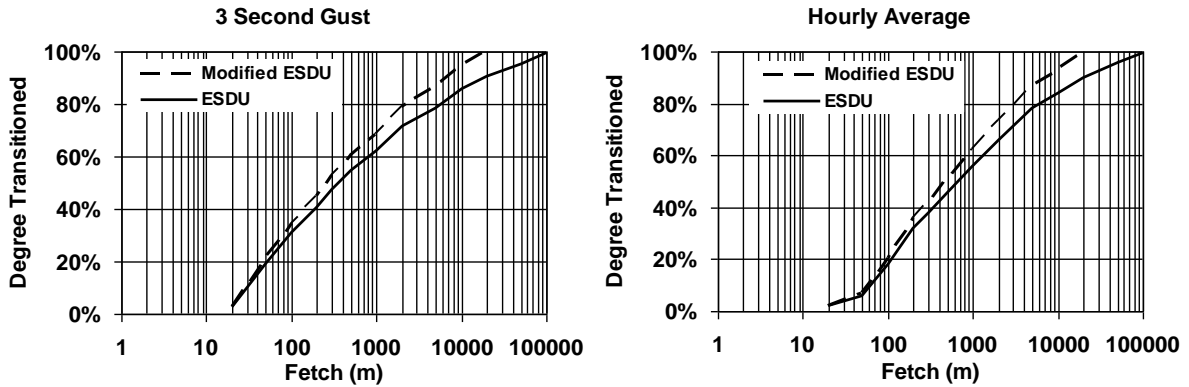 3 Second Gust
100%
80%
60%
40%
20%
0%
Degree Transitioned
Modified ESDU
ESDU
1 10 100 1000 10000 100000
Fetch (m)
Hourly Average
100%
80%
60%
40%
20%
0%
Degree Transitioned
Modified ESDU
ESDU
1 10 100 1000 10000 100000
Fetch (m)